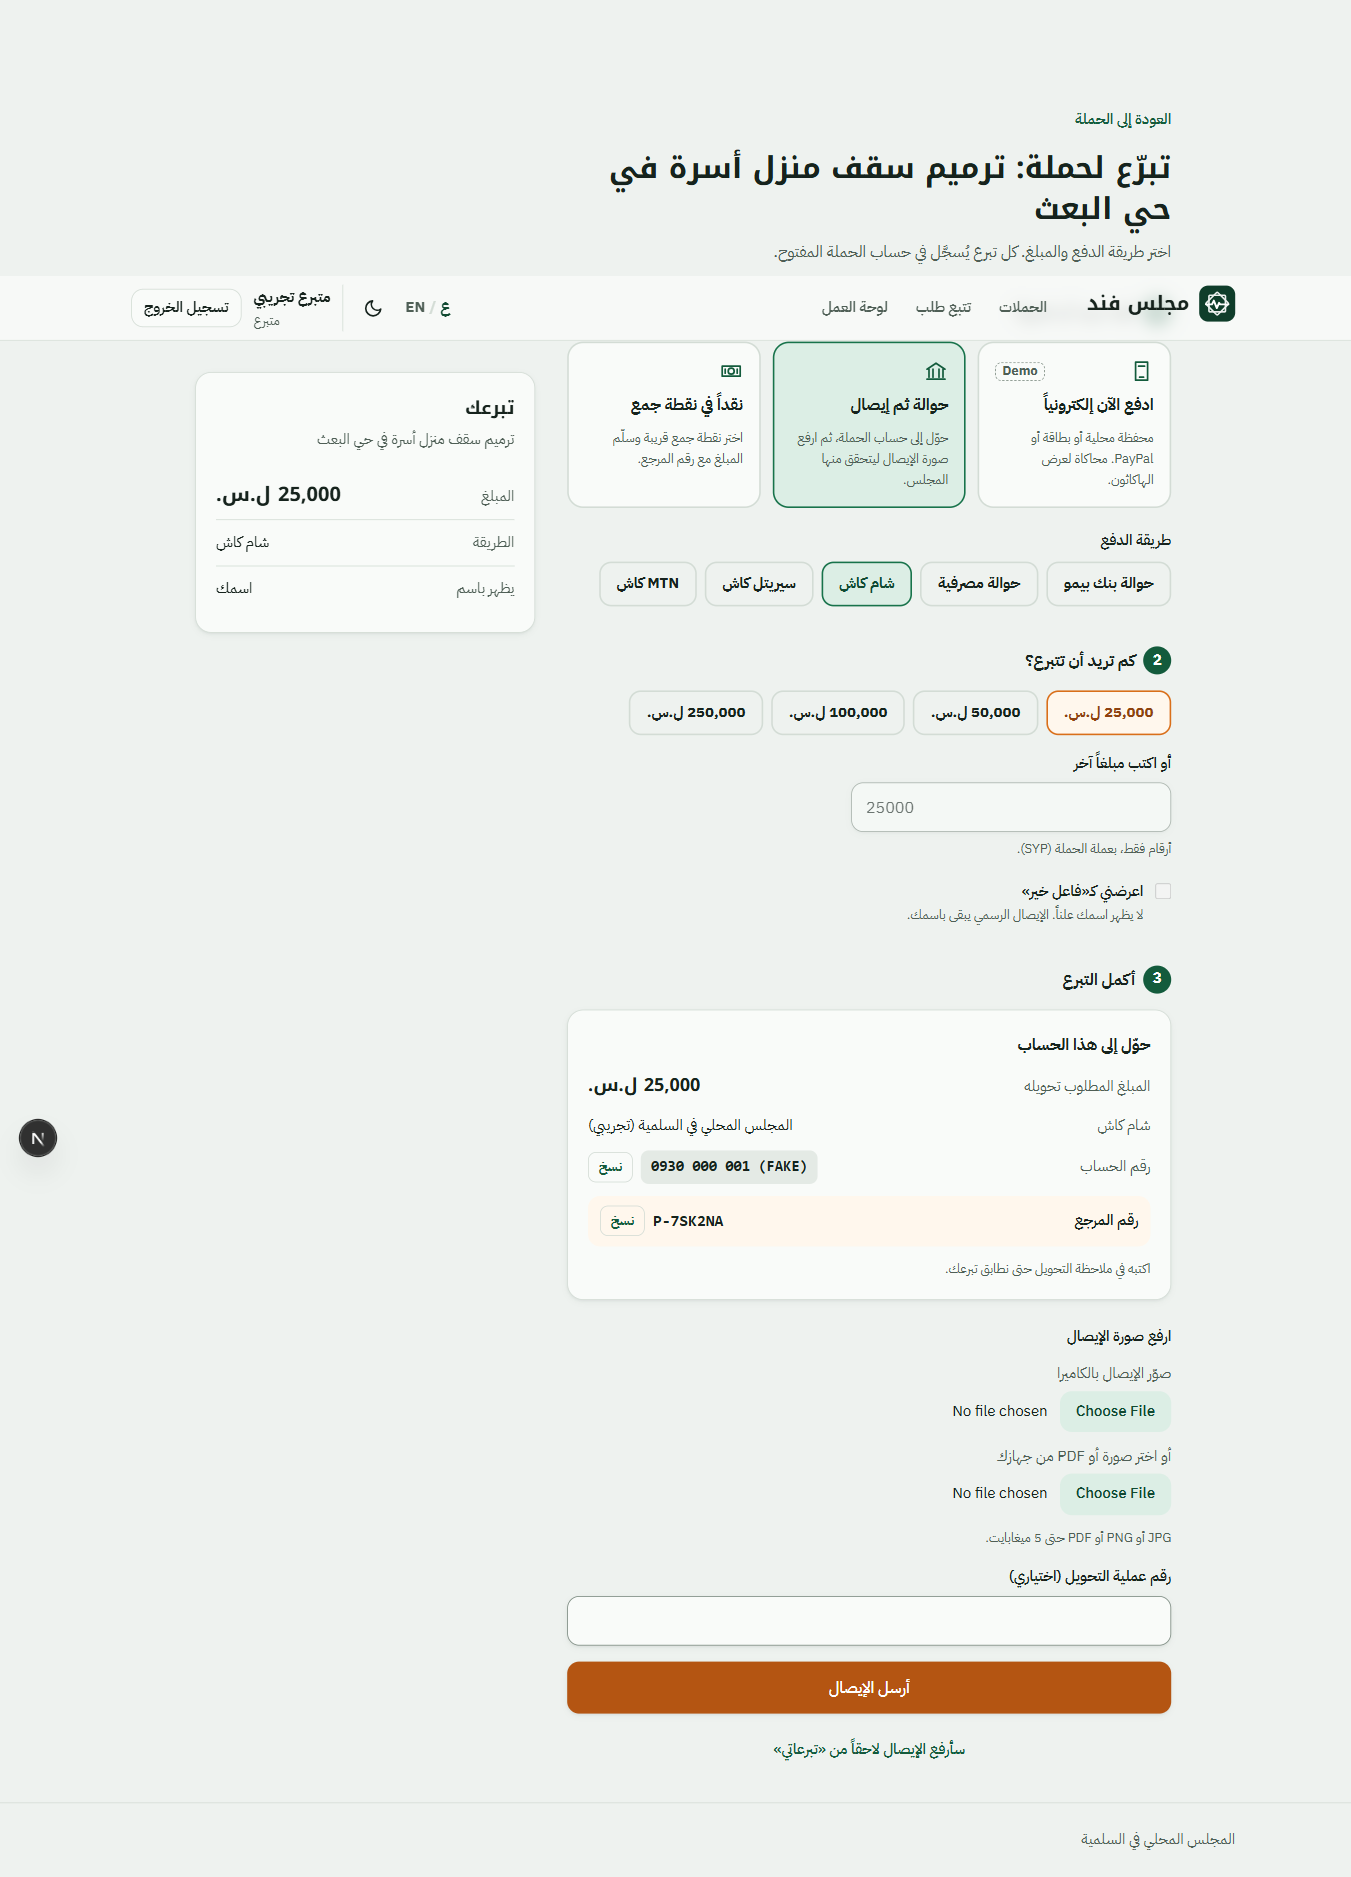 العودة إلى الحملة
تبرّع لحملة: ترميم سقف منزل أسرة في
حي البعث
اختر طريقة الدفع والمبلغ. كل تبرع يُسجَّل في حساب الحملة المفتوح.
مجلس فند
الحملات
تتبع طلب
لوحة العمل
ع / EN
متبرع تجريبي
متبرع
تسجيل الخروج
Demo
ادفع الآن إلكترونياً
محفظة محلية أو بطاقة أو
PayPal. محاكاة لعرض
الهاكاثون.
حوالة ثم إيصال
حوّل إلى حساب الحملة، ثم ارفع
صورة الإيصال ليتحقق منها
المجلس.
نقداً في نقطة جمع
اختر نقطة جمع قريبة وسلّم
المبلغ مع رقم المرجع.
طريقة الدفع
حوالة بنك بيمو
حوالة مصرفية
شام كاش
سيريتل كاش
MTN كاش
2 كم تريد أن تتبرع؟
25,000 ل.س.
50,000 ل.س.
100,000 ل.س.
250,000 ل.س.
أو اكتب مبلغاً آخر
25000
أرقام فقط، بعملة الحملة (SYP).
اعرضني كـ«فاعل خير»
لا يظهر اسمك علناً. الإيصال الرسمي يبقى باسمك.
3 أكمل التبرع
حوّل إلى هذا الحساب
المبلغ المطلوب تحويله 25,000 ل.س.
شام كاش المجلس المحلي في السلمية (تجريبي)
رقم الحساب 0930 000 001 (FAKE) نسخ
رقم المرجع P-7SK2NA نسخ
اكتبه في ملاحظة التحويل حتى نطابق تبرعك.
ارفع صورة الإيصال
صوّر الإيصال بالكاميرا
Choose File No file chosen
أو اختر صورة أو PDF من جهازك
Choose File No file chosen
JPG أو PNG أو PDF حتى 5 ميغابايت.
رقم عملية التحويل (اختياري)
أرسل الإيصال
سأرفع الإيصال لاحقاً من «تبرعاتي»
تبرعك
ترميم سقف منزل أسرة في حي البعث
المبلغ 25,000 ل.س.
الطريقة شام كاش
يظهر باسم اسمك
N
المجلس المحلي في السلمية